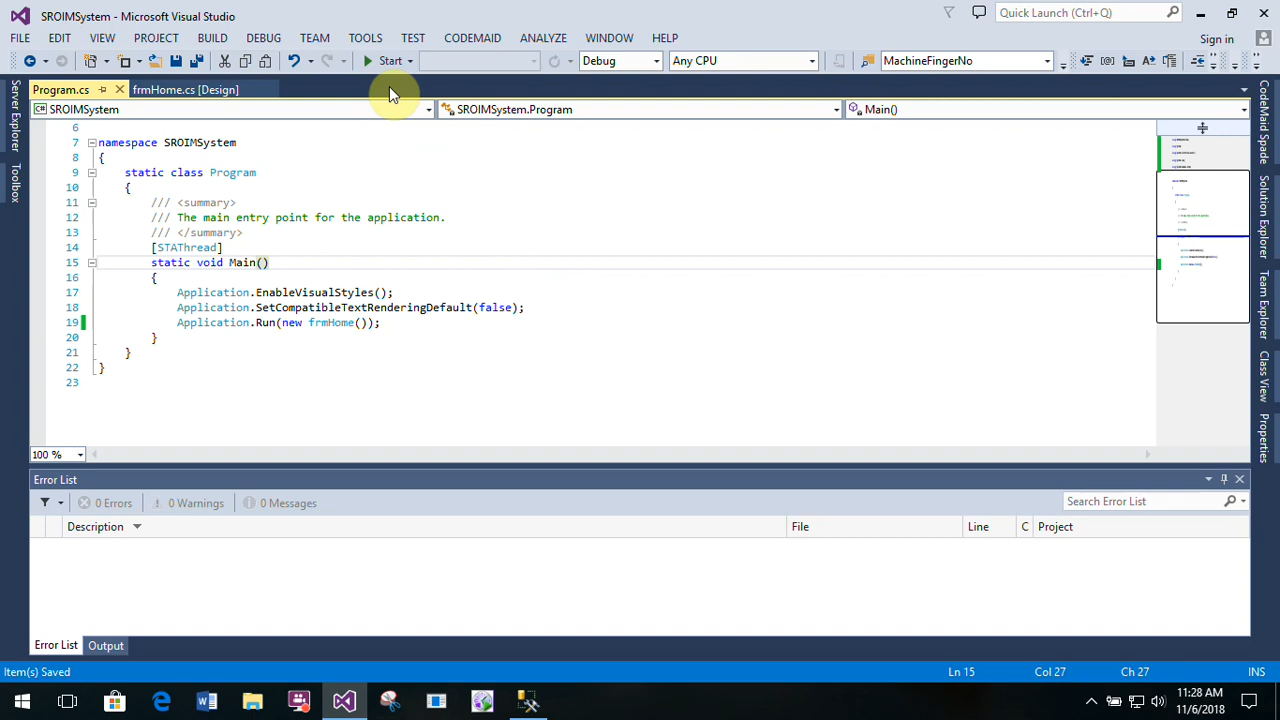 SROIMSystem - Microsoft Visual Studio
Quick Launch (Ctrl+Q)
FILE EDIT VIEW PROJECT BUILD DEBUG TEAM TOOLS TEST CODEMAID ANALYZE WINDOW HELP
Sign in
Start Debug Any CPU MachineFingerNo
Program.cs frmHome.cs [Design]
SROIMSystem SROIMSystem.Program Main()
6
7 namespace SROIMSystem
8 {
9 static class Program
10 {
11 /// <summary>
12 /// The main entry point for the application.
13 /// </summary>
14 [STAThread]
15 static void Main()
16 {
17 Application.EnableVisualStyles();
18 Application.SetCompatibleTextRenderingDefault(false);
19 Application.Run(new frmHome());
20 }
21 }
22 }
23
100 %
Server Explorer
Toolbox
CodeMaid Spade
Solution Explorer
Team Explorer
Class View
Properties
Error List
0 Errors 0 Warnings 0 Messages
Search Error List
Description File Line C Project
Error List Output
Item(s) Saved Ln 15 Col 27 Ch 27 INS
11:28 AM
11/6/2018